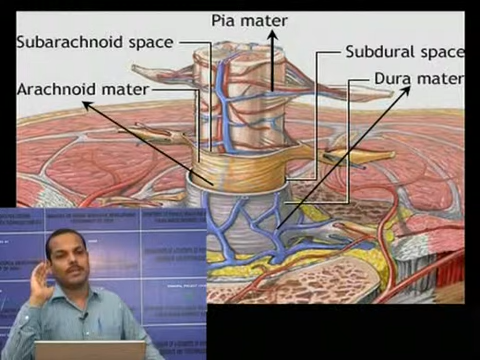 Pia mater
Subarachnoid space
Subdural space
Dura mater
Arachnoid mater